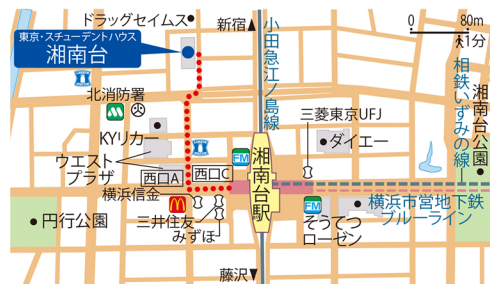 ドラッグセイムス
新宿
0 80m
1分
東京・スチューデントハウス
湘南台
小田急江ノ島線
相鉄いずみの線
湘南台公園
北消防署
三菱東京UFJ
KYリカー
ダイエー
ウエスト
プラザ
西口A
西口C
FM
湘南台駅
横浜信金
横浜市営地下鉄
ブルーライン
FM
三井住友
みずほ
そうてつ
ローゼン
円行公園
藤沢